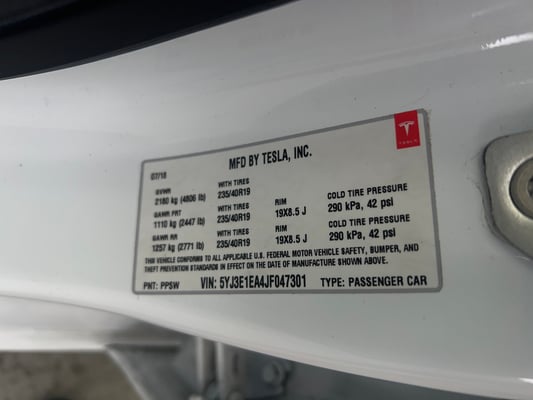 TESLA
MFD BY TESLA, INC.
07/18
GVWR WITH TIRES
2180 kg (4806 lb) 235/40R19
GAWR FRT WITH TIRES RIM COLD TIRE PRESSURE
1110 kg (2447 lb) 235/40R19 19X8.5 J 290 kPa, 42 psi
GAWR RR WITH TIRES RIM COLD TIRE PRESSURE
1257 kg (2771 lb) 235/40R19 19X8.5 J 290 kPa, 42 psi
THIS VEHICLE CONFORMS TO ALL APPLICABLE U.S. FEDERAL MOTOR VEHICLE SAFETY, BUMPER, AND
THEFT PREVENTION STANDARDS IN EFFECT ON THE DATE OF MANUFACTURE SHOWN ABOVE.
PNT: PPSW VIN: 5YJ3E1EA4JF047301 TYPE: PASSENGER CAR